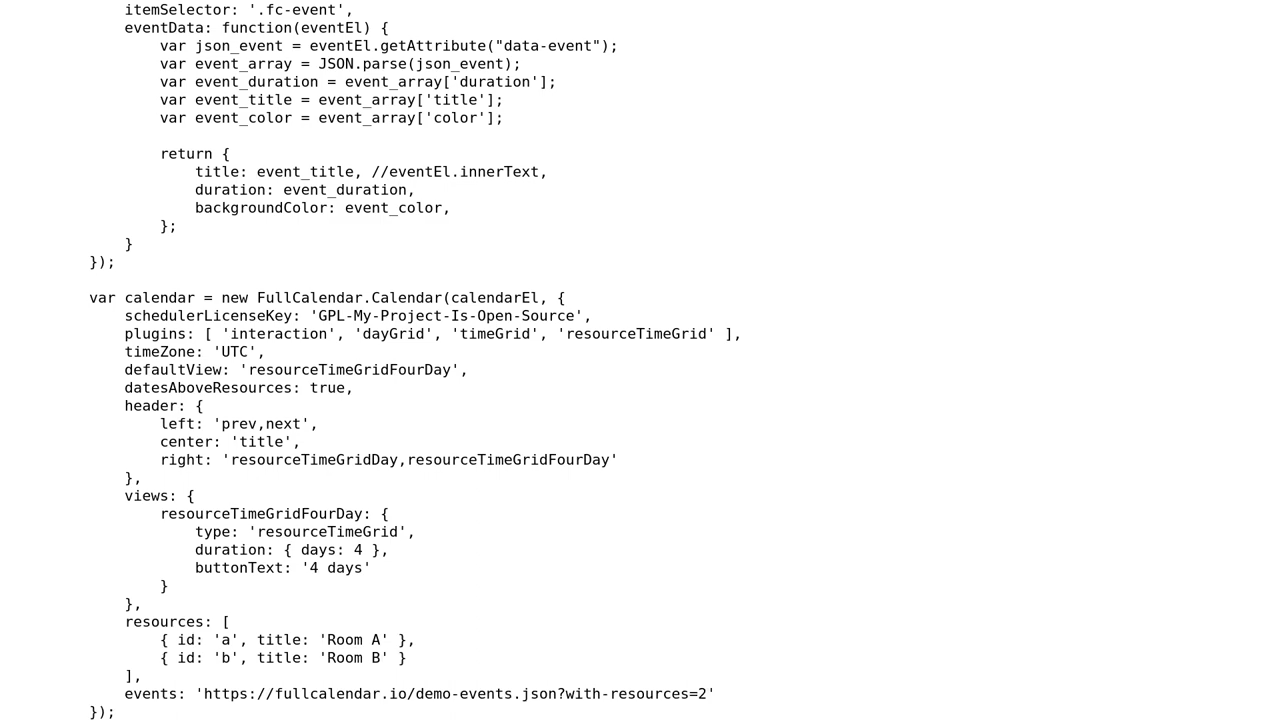 itemSelector: '.fc-event',
    eventData: function(eventEl) {
        var json_event = eventEl.getAttribute("data-event");
        var event_array = JSON.parse(json_event);
        var event_duration = event_array['duration'];
        var event_title = event_array['title'];
        var event_color = event_array['color'];

        return {
            title: event_title, //eventEl.innerText,
            duration: event_duration,
            backgroundColor: event_color,
        };
    }
});

var calendar = new FullCalendar.Calendar(calendarEl, {
    schedulerLicenseKey: 'GPL-My-Project-Is-Open-Source',
    plugins: [ 'interaction', 'dayGrid', 'timeGrid', 'resourceTimeGrid' ],
    timeZone: 'UTC',
    defaultView: 'resourceTimeGridFourDay',
    datesAboveResources: true,
    header: {
        left: 'prev,next',
        center: 'title',
        right: 'resourceTimeGridDay,resourceTimeGridFourDay'
    },
    views: {
        resourceTimeGridFourDay: {
            type: 'resourceTimeGrid',
            duration: { days: 4 },
            buttonText: '4 days'
        }
    },
    resources: [
        { id: 'a', title: 'Room A' },
        { id: 'b', title: 'Room B' }
    ],
    events: 'https://fullcalendar.io/demo-events.json?with-resources=2'
});